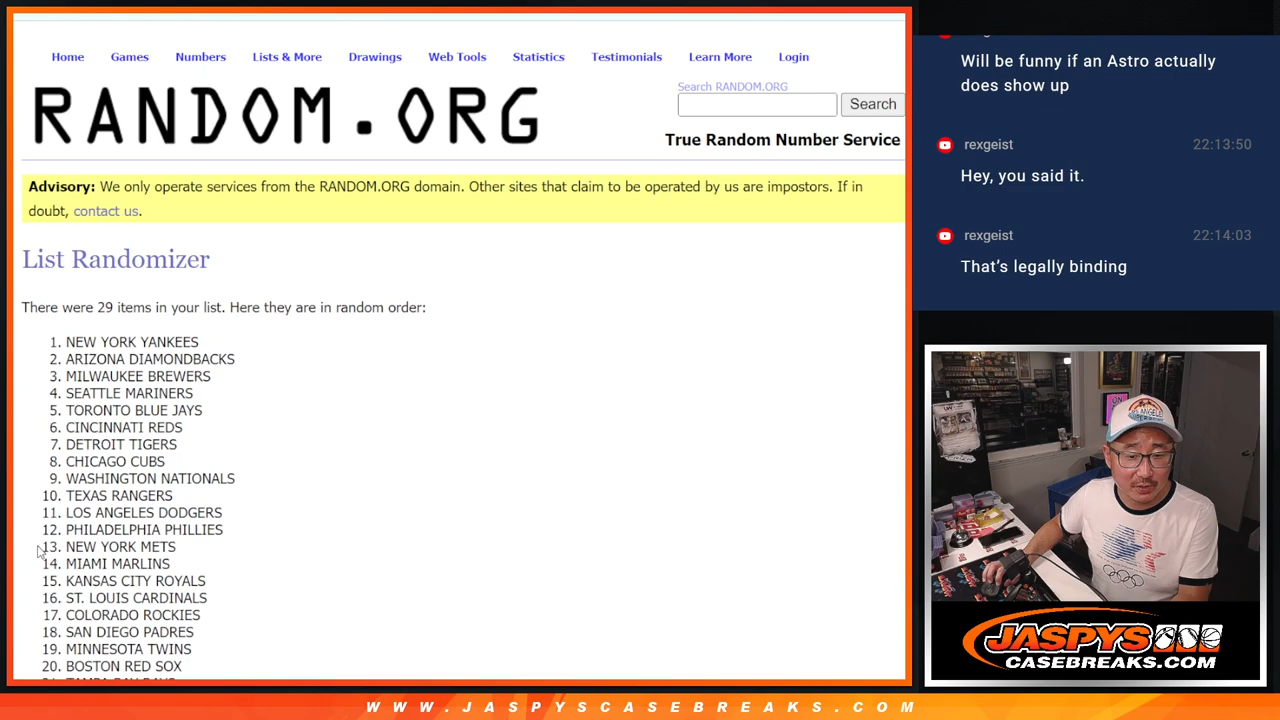 Home Games Numbers Lists & More Drawings Web Tools Statistics Testimonials Learn More Login
RANDOM.ORG
Search RANDOM.ORG
Search
True Random Number Service
Advisory: We only operate services from the RANDOM.ORG domain. Other sites that claim to be operated by us are impostors. If in
doubt, contact us.
List Randomizer
There were 29 items in your list. Here they are in random order:
1. NEW YORK YANKEES
2. ARIZONA DIAMONDBACKS
3. MILWAUKEE BREWERS
4. SEATTLE MARINERS
5. TORONTO BLUE JAYS
6. CINCINNATI REDS
7. DETROIT TIGERS
8. CHICAGO CUBS
9. WASHINGTON NATIONALS
10. TEXAS RANGERS
11. LOS ANGELES DODGERS
12. PHILADELPHIA PHILLIES
13. NEW YORK METS
14. MIAMI MARLINS
15. KANSAS CITY ROYALS
16. ST. LOUIS CARDINALS
17. COLORADO ROCKIES
18. SAN DIEGO PADRES
19. MINNESOTA TWINS
20. BOSTON RED SOX
Will be funny if an Astro actually
does show up
rexgeist 22:13:50
Hey, you said it.
rexgeist 22:14:03
That's legally binding
LOS ANGELES
JASPYS
CASEBREAKS.COM
WWW.JASPYSCASEBREAKS.COM